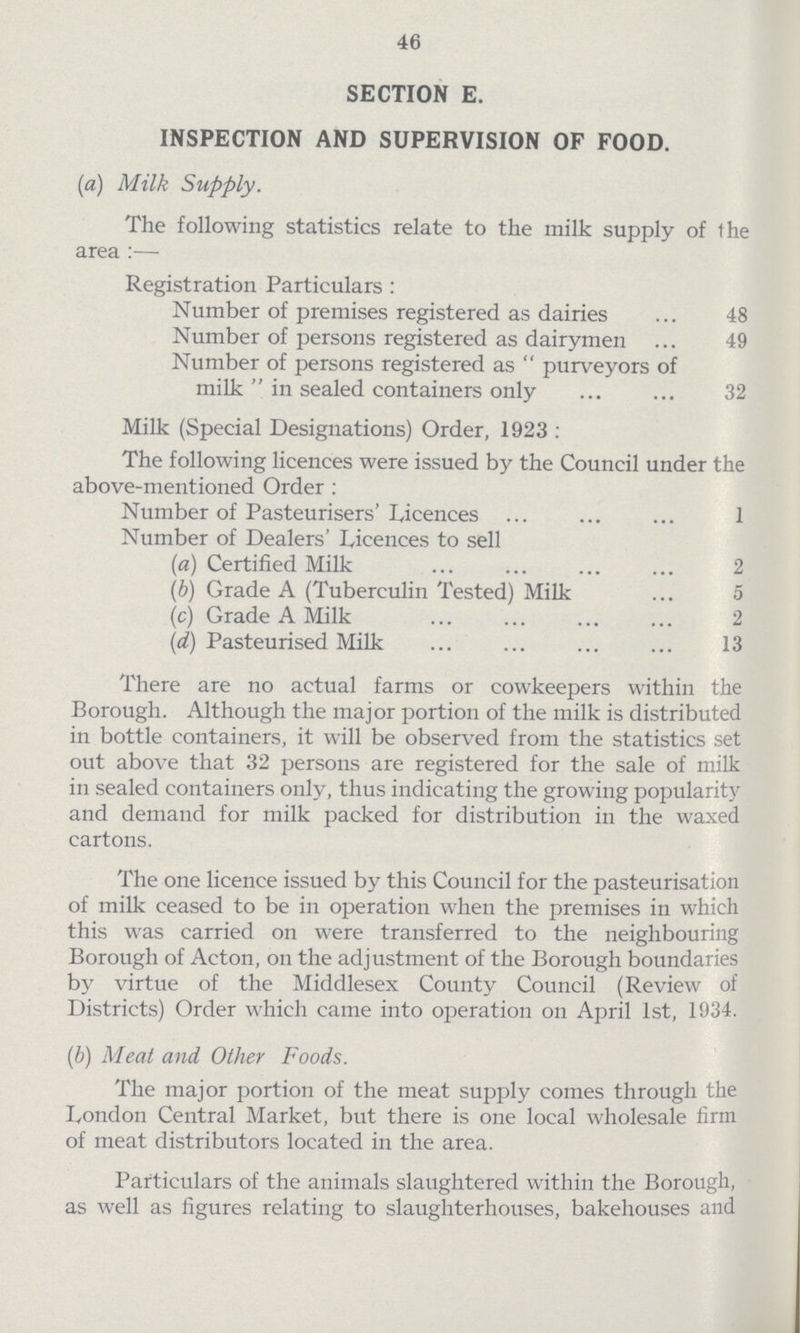 46
SECTION E.
INSPECTION AND SUPERVISION OF FOOD.
(a) Milk Supply.
The following statistics relate to the milk supply of the
area :—
Registration Particulars :
Number of premises registered as dairies ... 48
Number of persons registered as dairymen ... 49
Number of persons registered as " purveyors of
milk " in sealed containers only ... ... 32
Milk (Special Designations) Order, 1923 :
The following licences were issued by the Council under the
above-mentioned Order :
Number of Pasteurisers' Licences ... ... ... 1
Number of Dealers' Licences to sell
(a) Certified Milk ... ... ... ... 2
(b) Grade A (Tuberculin Tested) Milk ... 5
(c) Grade A Milk ... ... ... ... 2
(d) Pasteurised Milk ... ... ... ... 13
There are no actual farms or cowkeepers within the
Borough. Although the major portion of the milk is distributed
in bottle containers, it will be observed from the statistics set
out above that 32 persons are registered for the sale of milk
in sealed containers only, thus indicating the growing popularity
and demand for milk packed for distribution in the waxed
cartons.
The one licence issued by this Council for the pasteurisation
of milk ceased to be in operation when the premises in which
this was carried on were transferred to the neighbouring
Borough of Acton, on the adjustment of the Borough boundaries
by virtue of the Middlesex County Council (Review of
Districts) Order which came into operation on April 1st, 1934.
(b) Meat and Other Foods.
The major portion of the meat supply comes through the
London Central Market, but there is one local wholesale firm
of meat distributors located in the area.
Particulars of the animals slaughtered within the Borough,
as well as figures relating to slaughterhouses, bakehouses and